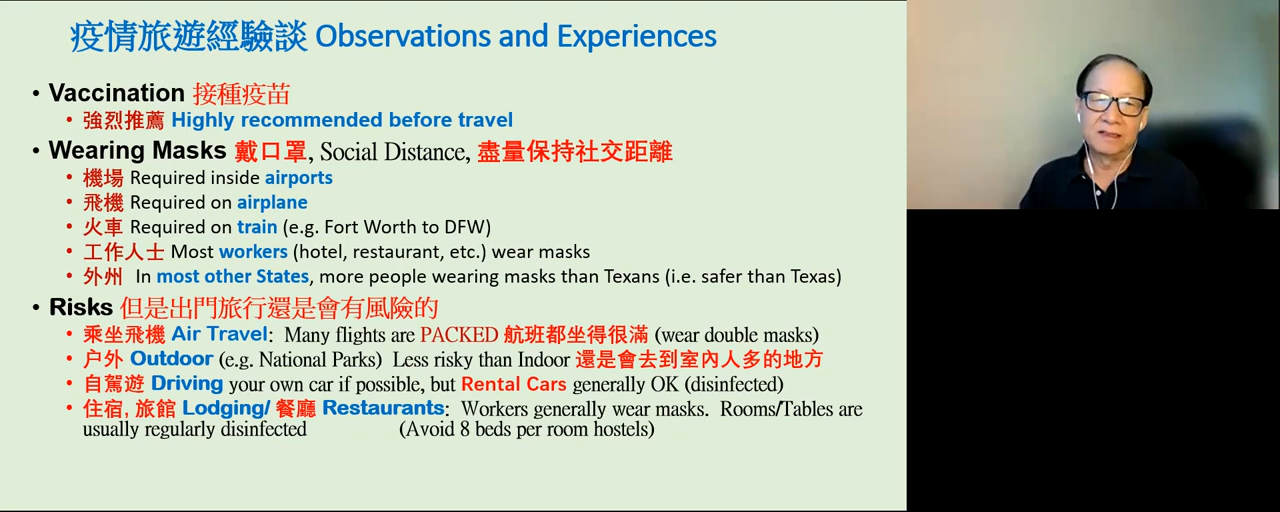 疫情旅遊經驗談 Observations and Experiences
• Vaccination 接種疫苗
• 強烈推薦 Highly recommended before travel
• Wearing Masks 戴口罩, Social Distance, 盡量保持社交距離
• 機場 Required inside airports
• 飛機 Required on airplane
• 火車 Required on train (e.g. Fort Worth to DFW)
• 工作人士 Most workers (hotel, restaurant, etc.) wear masks
• 外州 In most other States, more people wearing masks than Texans (i.e. safer than Texas)
• Risks 但是出門旅行還是會有風險的
• 乘坐飛機 Air Travel: Many flights are PACKED 航班都坐得很滿 (wear double masks)
• 户外 Outdoor (e.g. National Parks) Less risky than Indoor 還是會去到室內人多的地方
• 自駕遊 Driving your own car if possible, but Rental Cars generally OK (disinfected)
• 住宿, 旅館 Lodging/ 餐廳 Restaurants: Workers generally wear masks. Rooms/Tables are
usually regularly disinfected (Avoid 8 beds per room hostels)